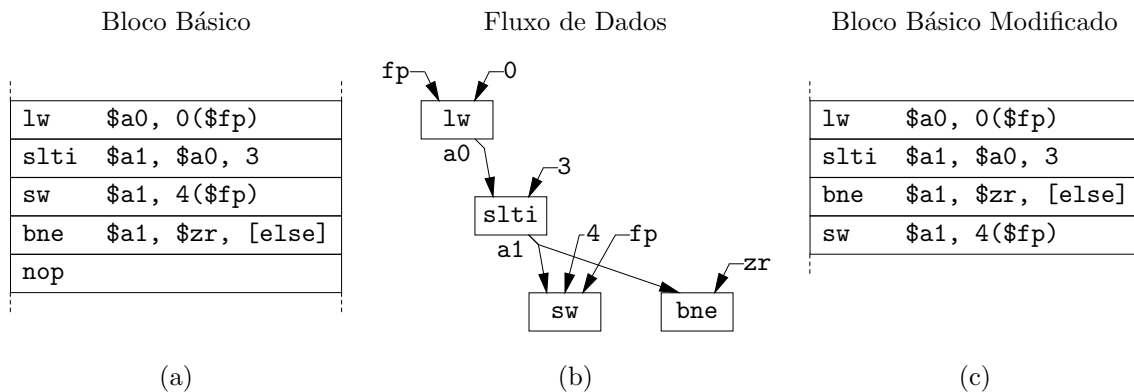 Bloco Básico
lw $a0, 0($fp)
slti $a1, $a0, 3
sw $a1, 4($fp)
bne $a1, $zr, [else]
nop
(a)
Fluxo de Dados
fp 0
lw
a0
3
slti
a1 4 fp
zr
sw bne
(b)
Bloco Básico Modificado
lw $a0, 0($fp)
slti $a1, $a0, 3
bne $a1, $zr, [else]
sw $a1, 4($fp)
(c)